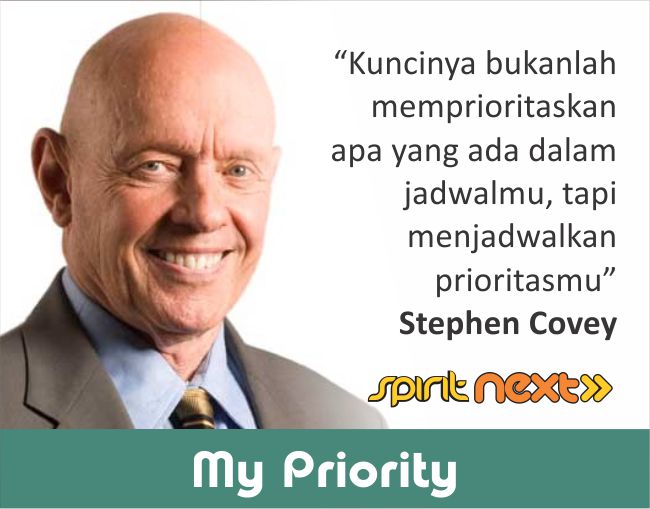 “Kuncinya bukanlah
memprioritaskan
apa yang ada dalam
jadwalmu, tapi
menjadwalkan
prioritasmu”
Stephen Covey
spirit next
My Priority